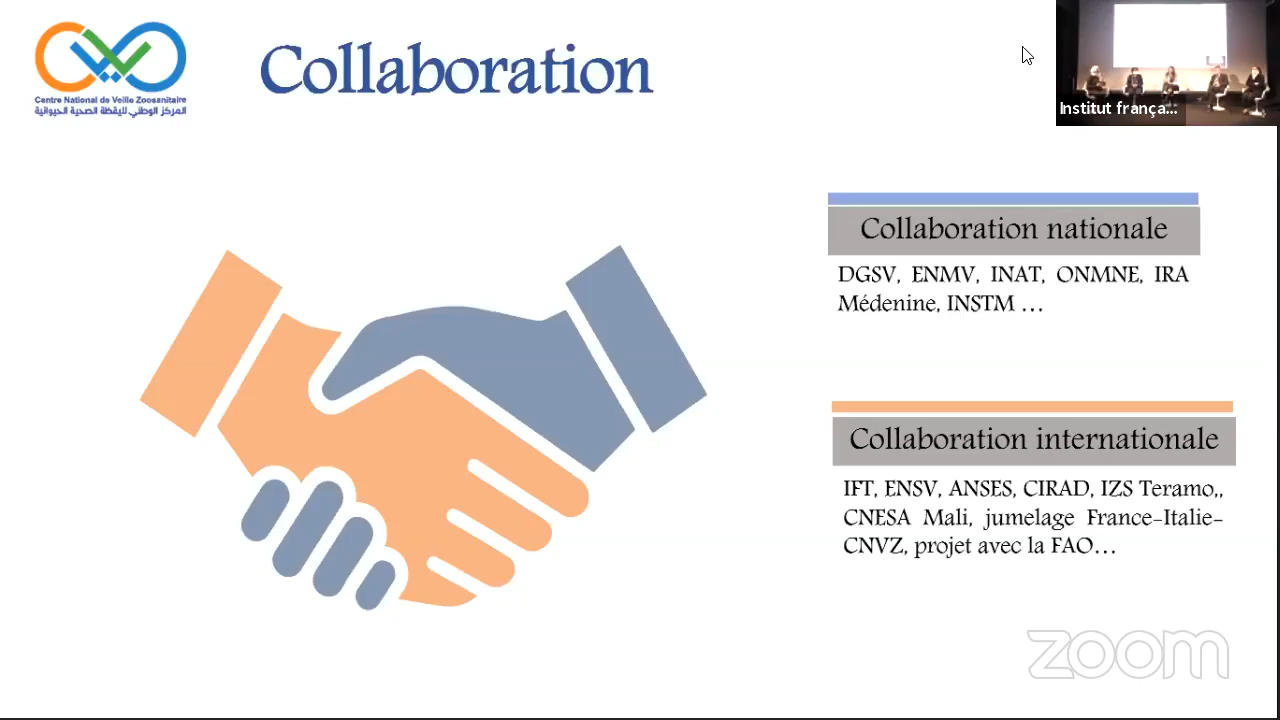 Centre National de Veille Zoosanitaire
المركز الوطني لليقظة الصحية الحيوانية
Collaboration
Institut frança...
Collaboration nationale
DGSV, ENMV, INAT, ONMNE, IRA
Médenine, INSTM ...
Collaboration internationale
IFT, ENSV, ANSES, CIRAD, IZS Teramo,,
CNESA Mali, jumelage France-Italie-
CNVZ, projet avec la FAO...
zoom